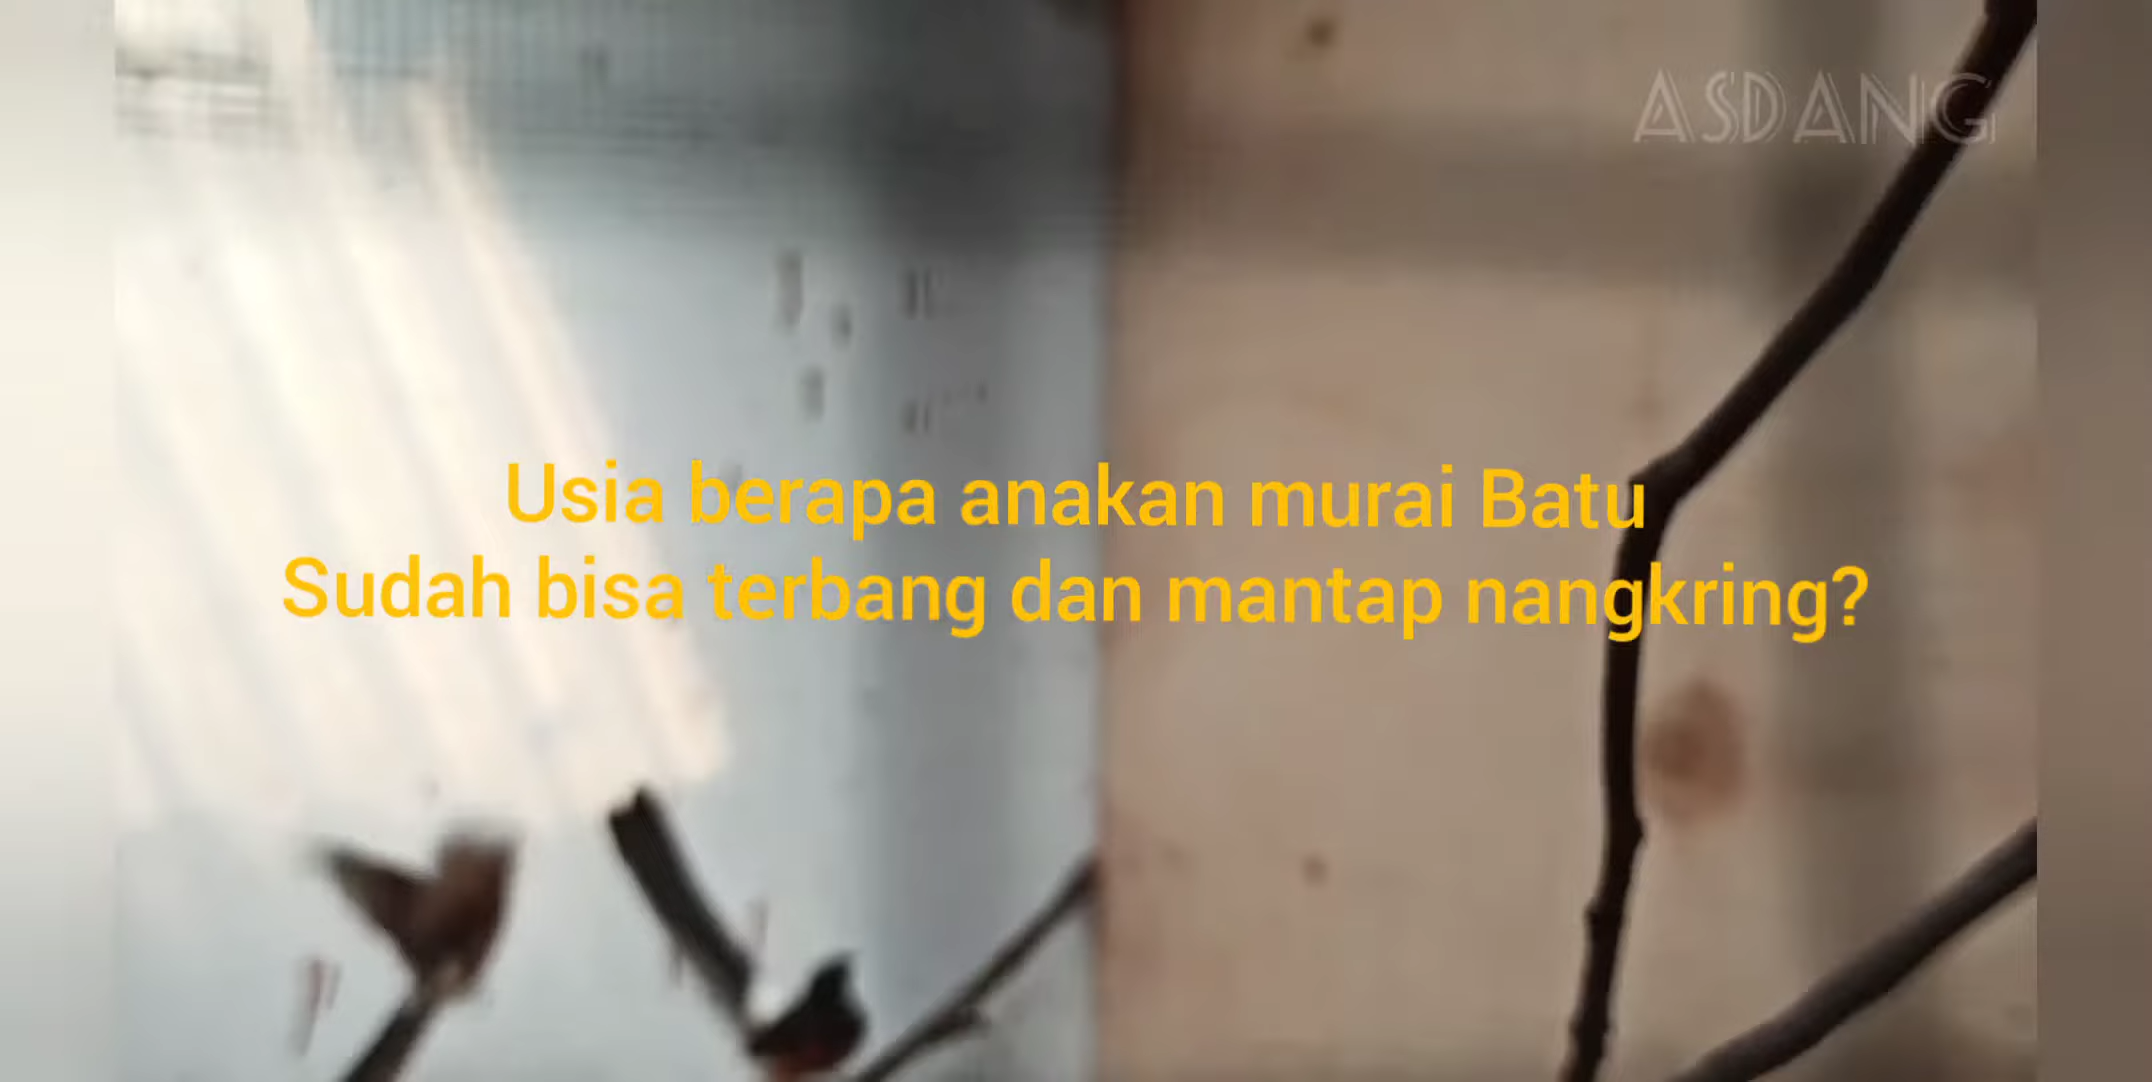 ASDANG
Usia berapa anakan murai Batu
Sudah bisa terbang dan mantap nangkring?